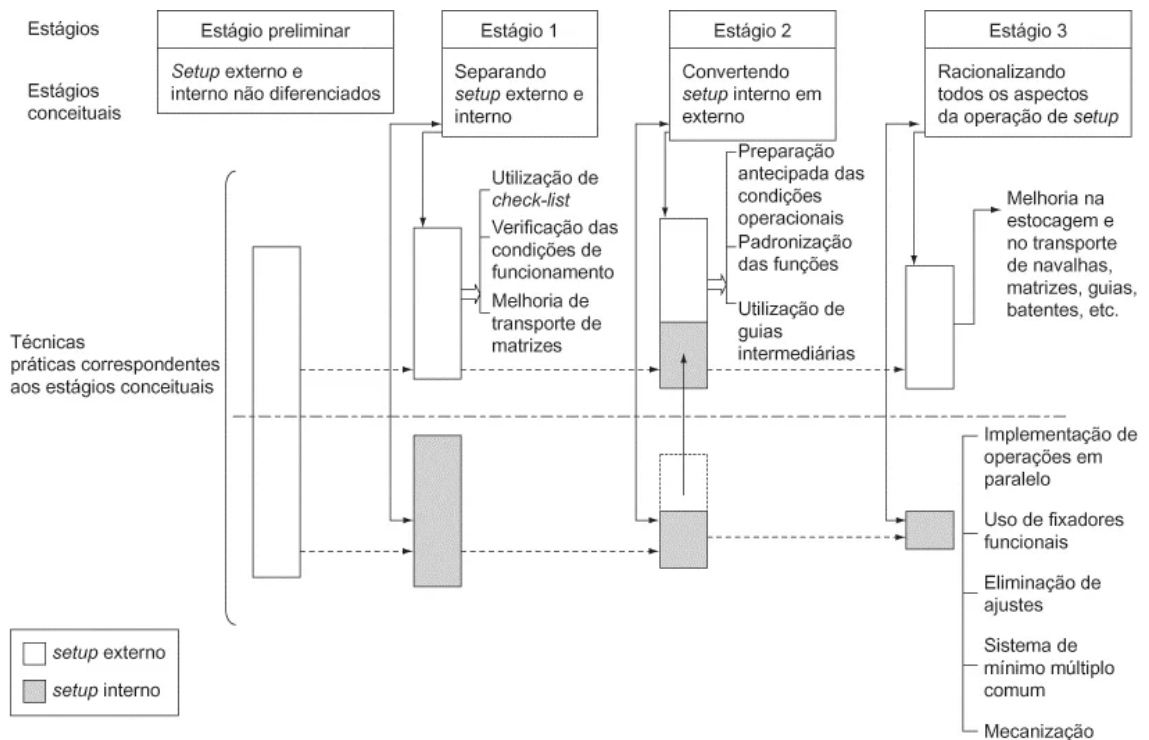 Estágios
Estágio preliminar
Estágio 1
Estágio 2
Estágio 3
Estágios
conceituais
Setup externo e
interno não diferenciados
Separando
setup externo e
interno
Convertendo
setup interno em
externo
Racionalizando
todos os aspectos
da operação de setup
Técnicas
práticas correspondentes
aos estágios conceituais
Utilização de
check-list
Verificação das
condições de
funcionamento
Melhoria de
transporte de
matrizes
Preparação
antecipada das
condições
operacionais
Padronização
das funções
Utilização de
guias
intermediárias
Melhoria na
estocagem e
no transporte
de navalhas,
matrizes, guias,
batentes, etc.
Implementação de
operações em
paralelo
Uso de fixadores
funcionais
Eliminação de
ajustes
Sistema de
mínimo múltiplo
comum
Mecanização
setup externo
setup interno